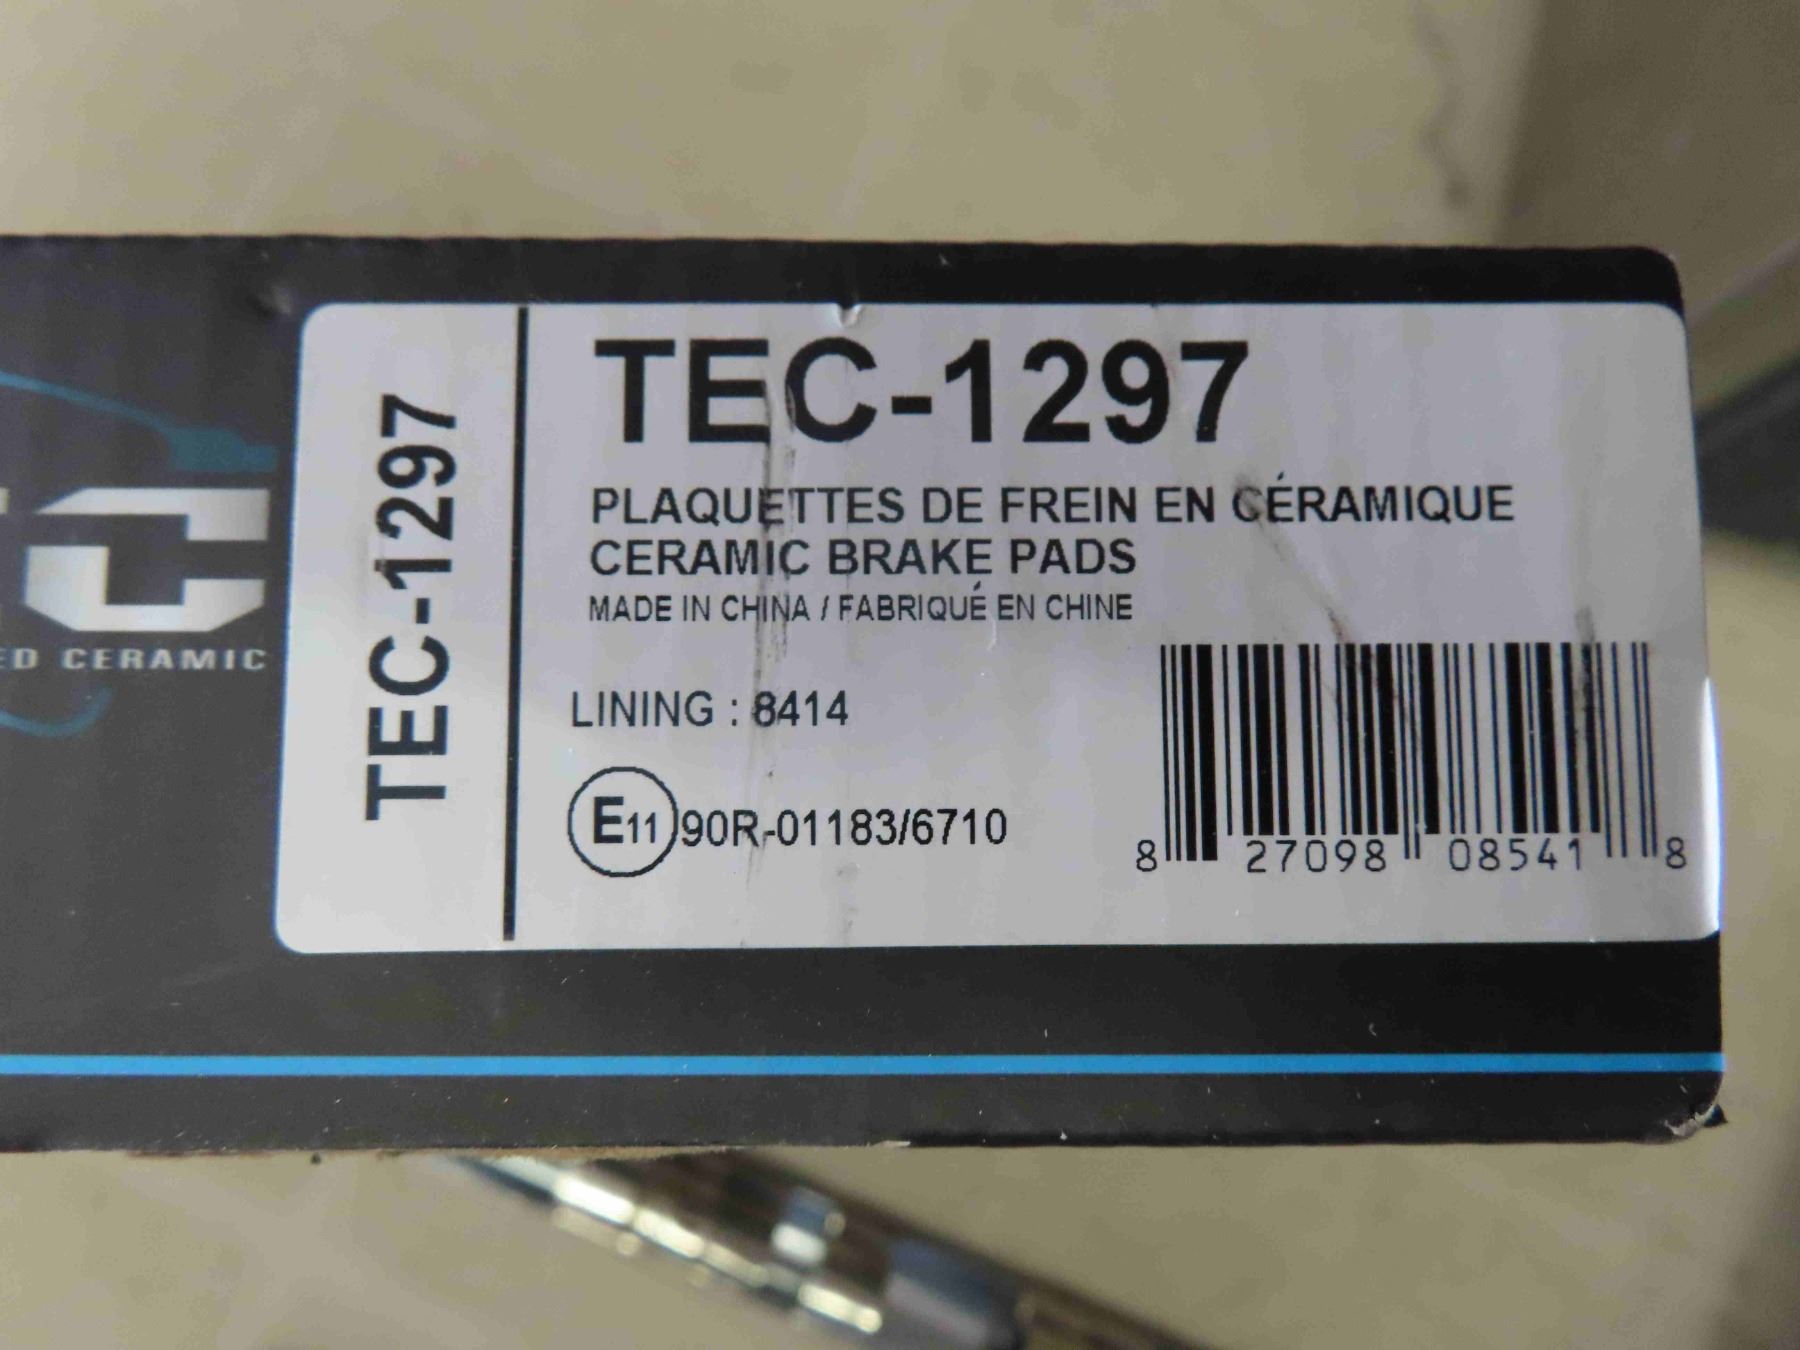 TEC-1297
TEC-1297
PLAQUETTES DE FREIN EN CÉRAMIQUE
CERAMIC BRAKE PADS
MADE IN CHINA / FABRIQUÉ EN CHINE
LINING : 8414
E11 90R-01183/6710
8 27098 08541 8
CERAMIC